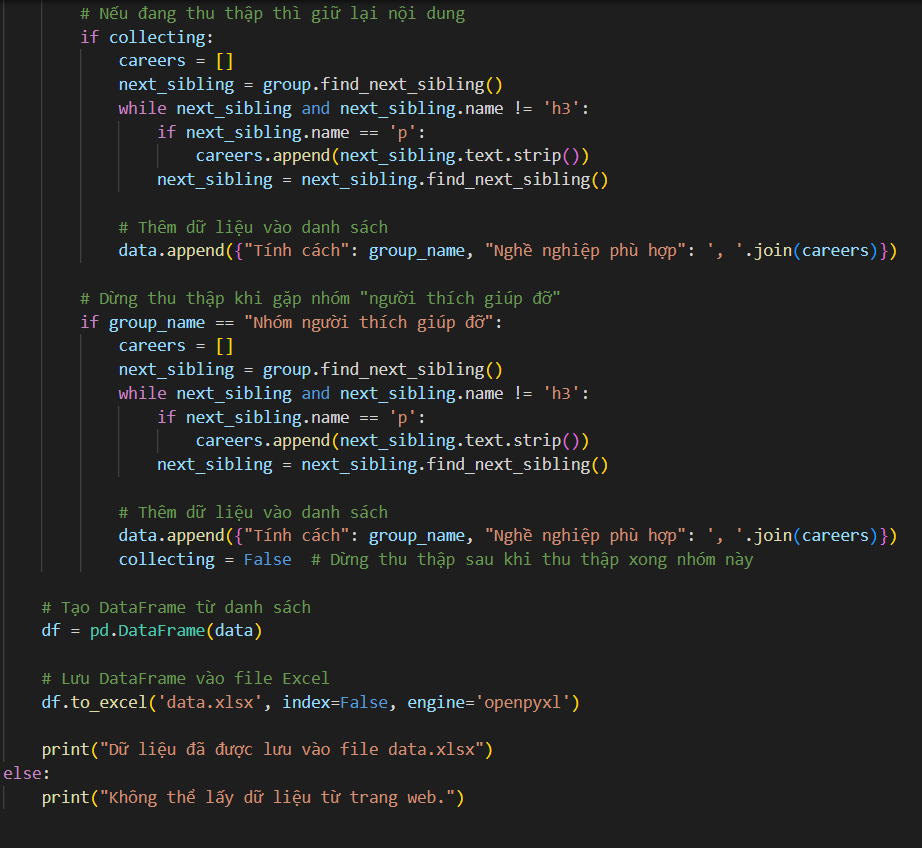 # Nếu đang thu thập thì giữ lại nội dung
if collecting:
careers = []
next_sibling = group.find_next_sibling()
while next_sibling and next_sibling.name != 'h3':
if next_sibling.name == 'p':
careers.append(next_sibling.text.strip())
next_sibling = next_sibling.find_next_sibling()
# Thêm dữ liệu vào danh sách
data.append({"Tính cách": group_name, "Nghề nghiệp phù hợp": ', '.join(careers)})
# Dừng thu thập khi gặp nhóm "người thích giúp đỡ"
if group_name == "Nhóm người thích giúp đỡ":
careers = []
next_sibling = group.find_next_sibling()
while next_sibling and next_sibling.name != 'h3':
if next_sibling.name == 'p':
careers.append(next_sibling.text.strip())
next_sibling = next_sibling.find_next_sibling()
# Thêm dữ liệu vào danh sách
data.append({"Tính cách": group_name, "Nghề nghiệp phù hợp": ', '.join(careers)})
collecting = False  # Dừng thu thập sau khi thu thập xong nhóm này
# Tạo DataFrame từ danh sách
df = pd.DataFrame(data)
# Lưu DataFrame vào file Excel
df.to_excel('data.xlsx', index=False, engine='openpyxl')
print("Dữ liệu đã được lưu vào file data.xlsx")
else:
print("Không thể lấy dữ liệu từ trang web.")